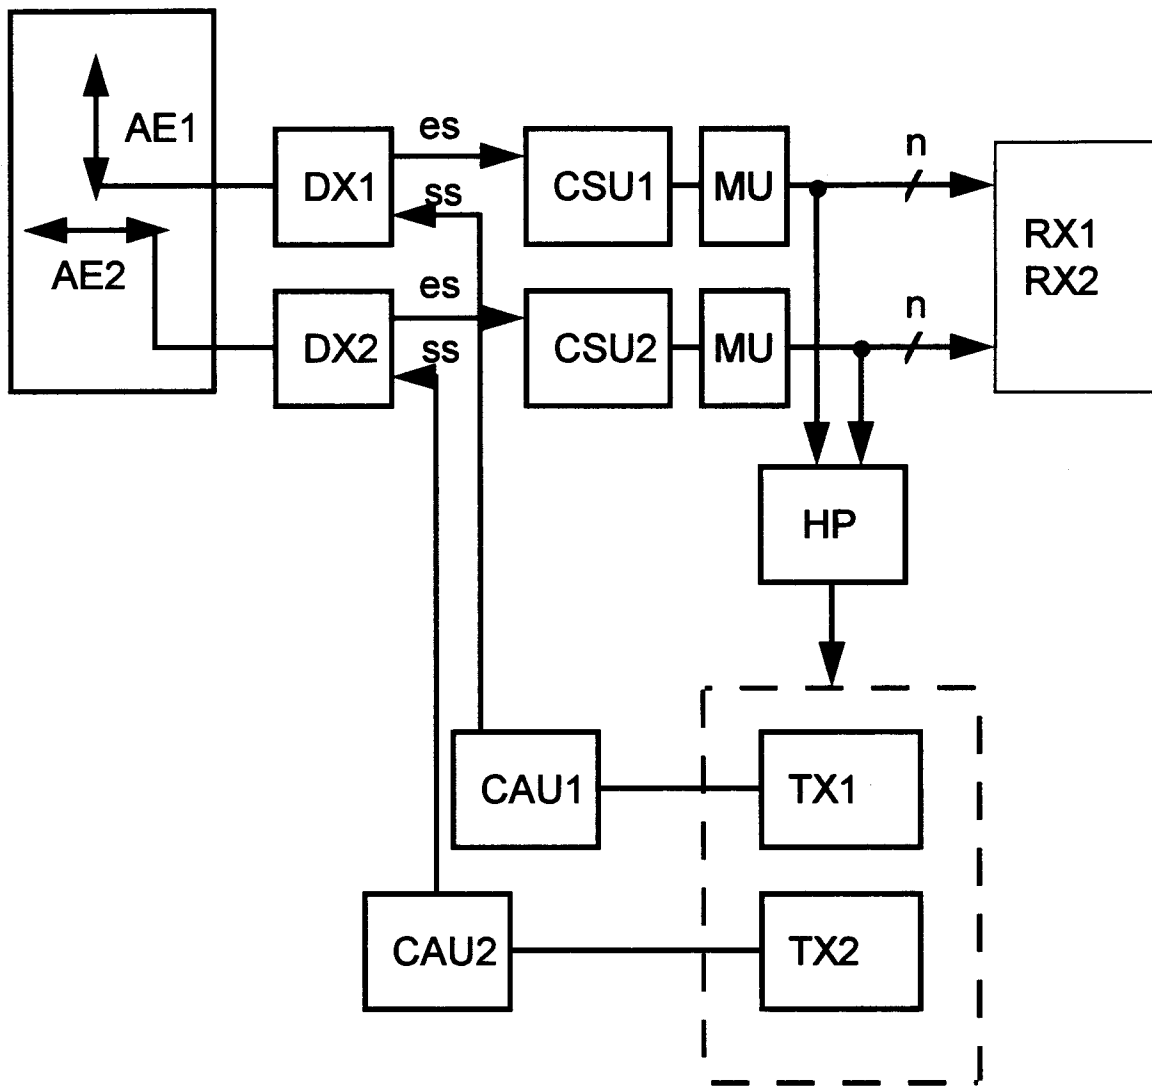 AE1
AE2
DX1
es
ss
CSU1
MU
n
RX1
RX2
DX2
es
ss
CSU2
MU
n
HP
CAU1
TX1
CAU2
TX2